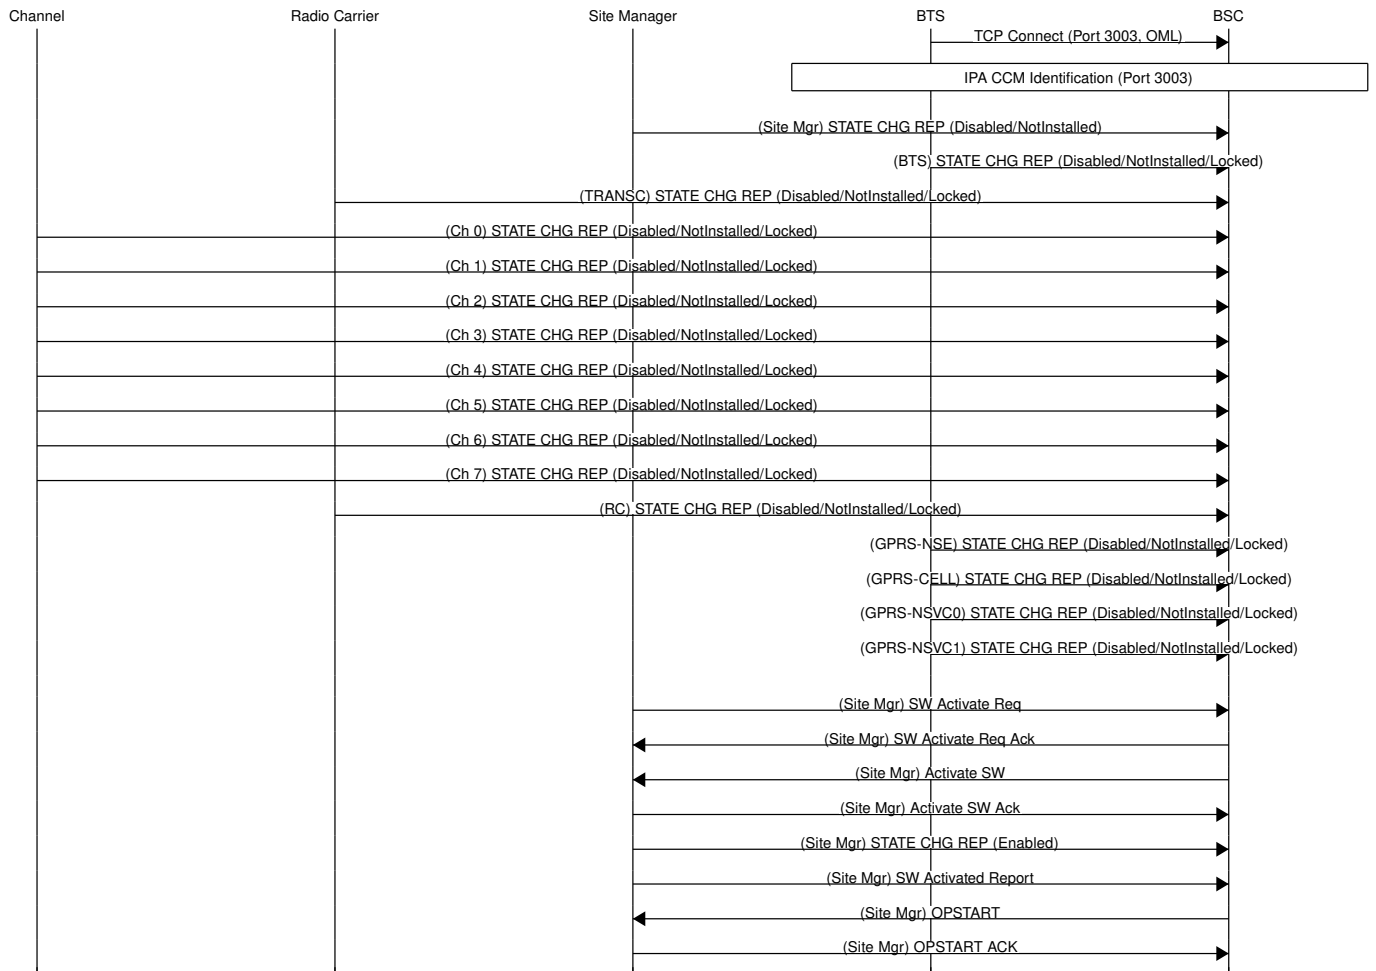 Channel Radio Carrier Site Manager BTS BSC
TCP Connect (Port 3003, OML)
IPA CCM Identification (Port 3003)
(Site Mgr) STATE CHG REP (Disabled/NotInstalled)
(BTS) STATE CHG REP (Disabled/NotInstalled/Locked)
(TRANSC) STATE CHG REP (Disabled/NotInstalled/Locked)
(Ch 0) STATE CHG REP (Disabled/NotInstalled/Locked)
(Ch 1) STATE CHG REP (Disabled/NotInstalled/Locked)
(Ch 2) STATE CHG REP (Disabled/NotInstalled/Locked)
(Ch 3) STATE CHG REP (Disabled/NotInstalled/Locked)
(Ch 4) STATE CHG REP (Disabled/NotInstalled/Locked)
(Ch 5) STATE CHG REP (Disabled/NotInstalled/Locked)
(Ch 6) STATE CHG REP (Disabled/NotInstalled/Locked)
(Ch 7) STATE CHG REP (Disabled/NotInstalled/Locked)
(RC) STATE CHG REP (Disabled/NotInstalled/Locked)
(GPRS-NSE) STATE CHG REP (Disabled/NotInstalled/Locked)
(GPRS-CELL) STATE CHG REP (Disabled/NotInstalled/Locked)
(GPRS-NSVC0) STATE CHG REP (Disabled/NotInstalled/Locked)
(GPRS-NSVC1) STATE CHG REP (Disabled/NotInstalled/Locked)
(Site Mgr) SW Activate Req
(Site Mgr) SW Activate Req Ack
(Site Mgr) Activate SW
(Site Mgr) Activate SW Ack
(Site Mgr) STATE CHG REP (Enabled)
(Site Mgr) SW Activated Report
(Site Mgr) OPSTART
(Site Mgr) OPSTART ACK